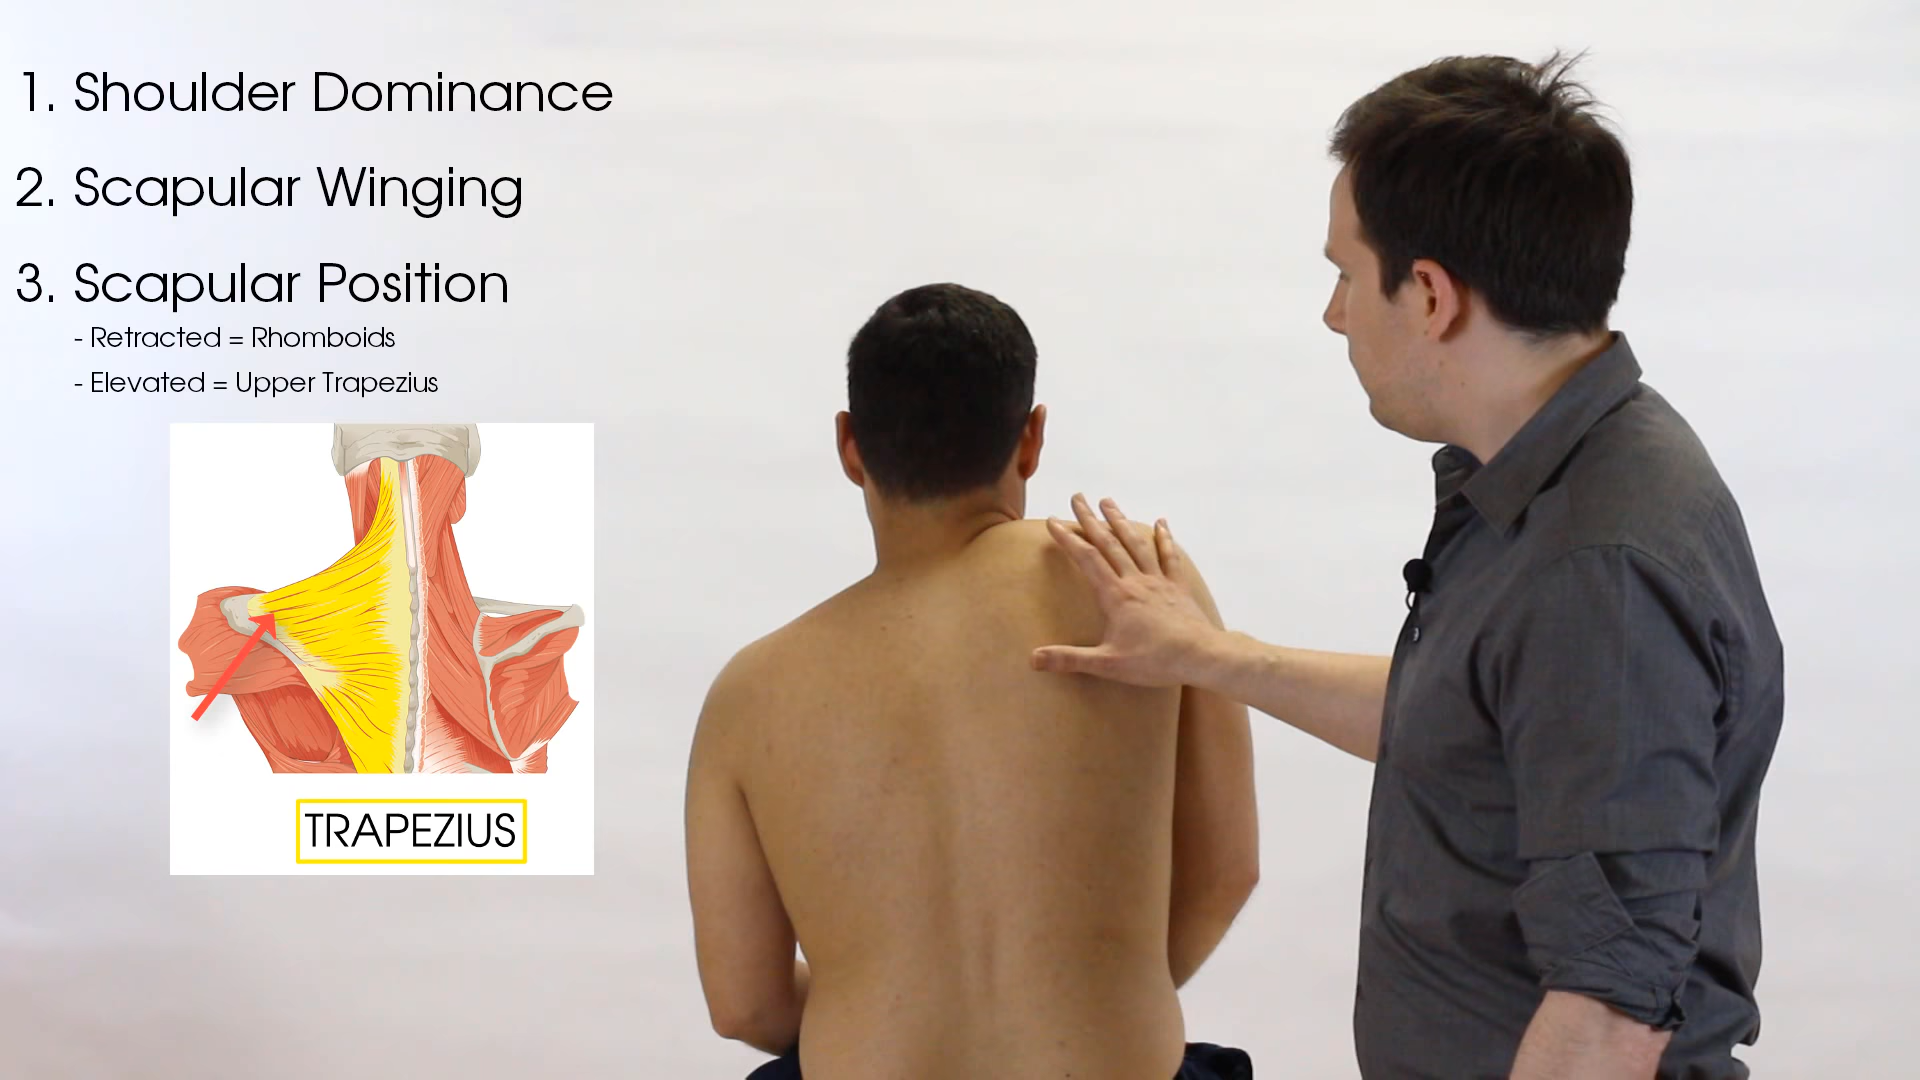 1. Shoulder Dominance
2. Scapular Winging
3. Scapular Position
- Retracted = Rhomboids
- Elevated = Upper Trapezius
TRAPEZIUS